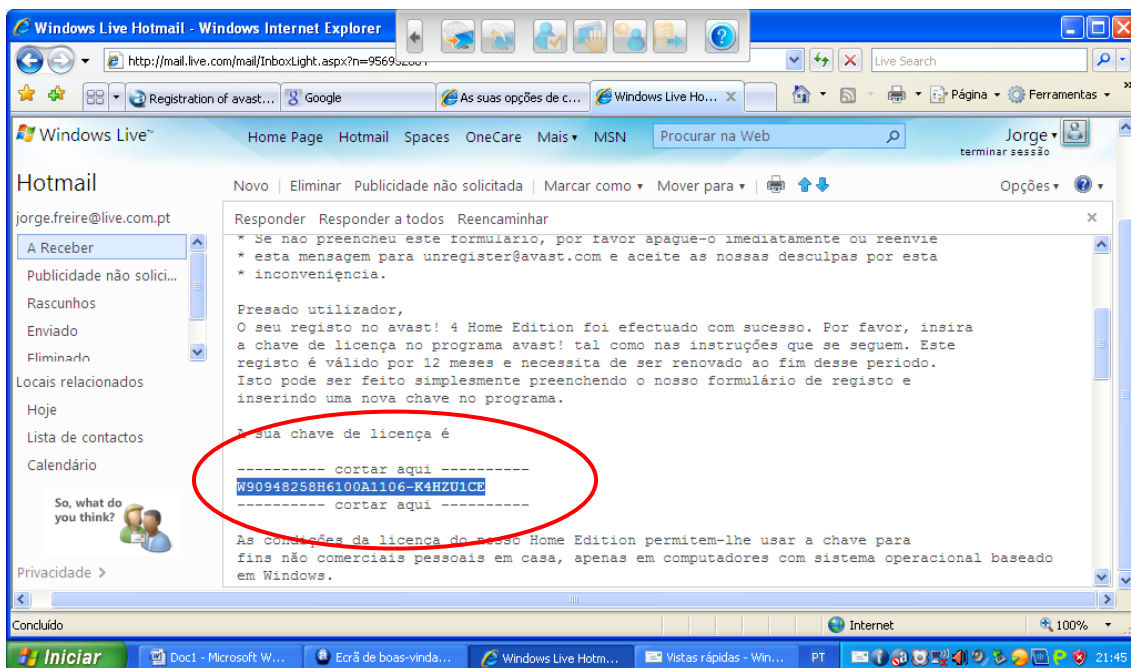 Windows Live Hotmail - Windows Internet Explorer
http://mail.live.com/mail/InboxLight.aspx?n=
Live Search
Registration of avast...
Google
As suas opções de c...
Windows Live Ho...
Página
Ferramentas
Windows Live™
Home Page Hotmail Spaces OneCare Mais MSN
Procurar na Web
Jorge
terminar sessão
Hotmail
Novo | Eliminar Publicidade não solicitada | Marcar como Mover para
Opções
jorge.freire@live.com.pt
Responder Responder a todos Reencaminhar
A Receber
Publicidade não solici...
Rascunhos
Enviado
Eliminado
Locais relacionados
Hoje
Lista de contactos
Calendário
So, what do
you think?
Privacidade >
* Se não preencheu este formulário, por favor apague-o imediatamente ou reenvie
* esta mensagem para unregister@avast.com e aceite as nossas desculpas por esta
* inconvenięncia.
Presado utilizador,
O seu registo no avast! 4 Home Edition foi efectuado com sucesso. Por favor, insira
a chave de licença no programa avast! tal como nas instruções que se seguem. Este
registo é válido por 12 meses e necessita de ser renovado ao fim desse periodo.
Isto pode ser feito simplesmente preenchendo o nosso formulário de registo e
inserindo uma nova chave no programa.
A sua chave de licença é
---------- cortar aqui ----------
W90948258H6100A1106-K4HZU1CE
---------- cortar aqui ----------
As condições da licença do nosso Home Edition permitem-lhe usar a chave para
fins não comerciais pessoais em casa, apenas em computadores com sistema operacional baseado
em Windows.
Concluído
Internet
100%
Iniciar
Doc1 - Microsoft W...
Ecrã de boas-vinda...
Windows Live Hotm...
Vistas rápidas - Win...
PT
21:45